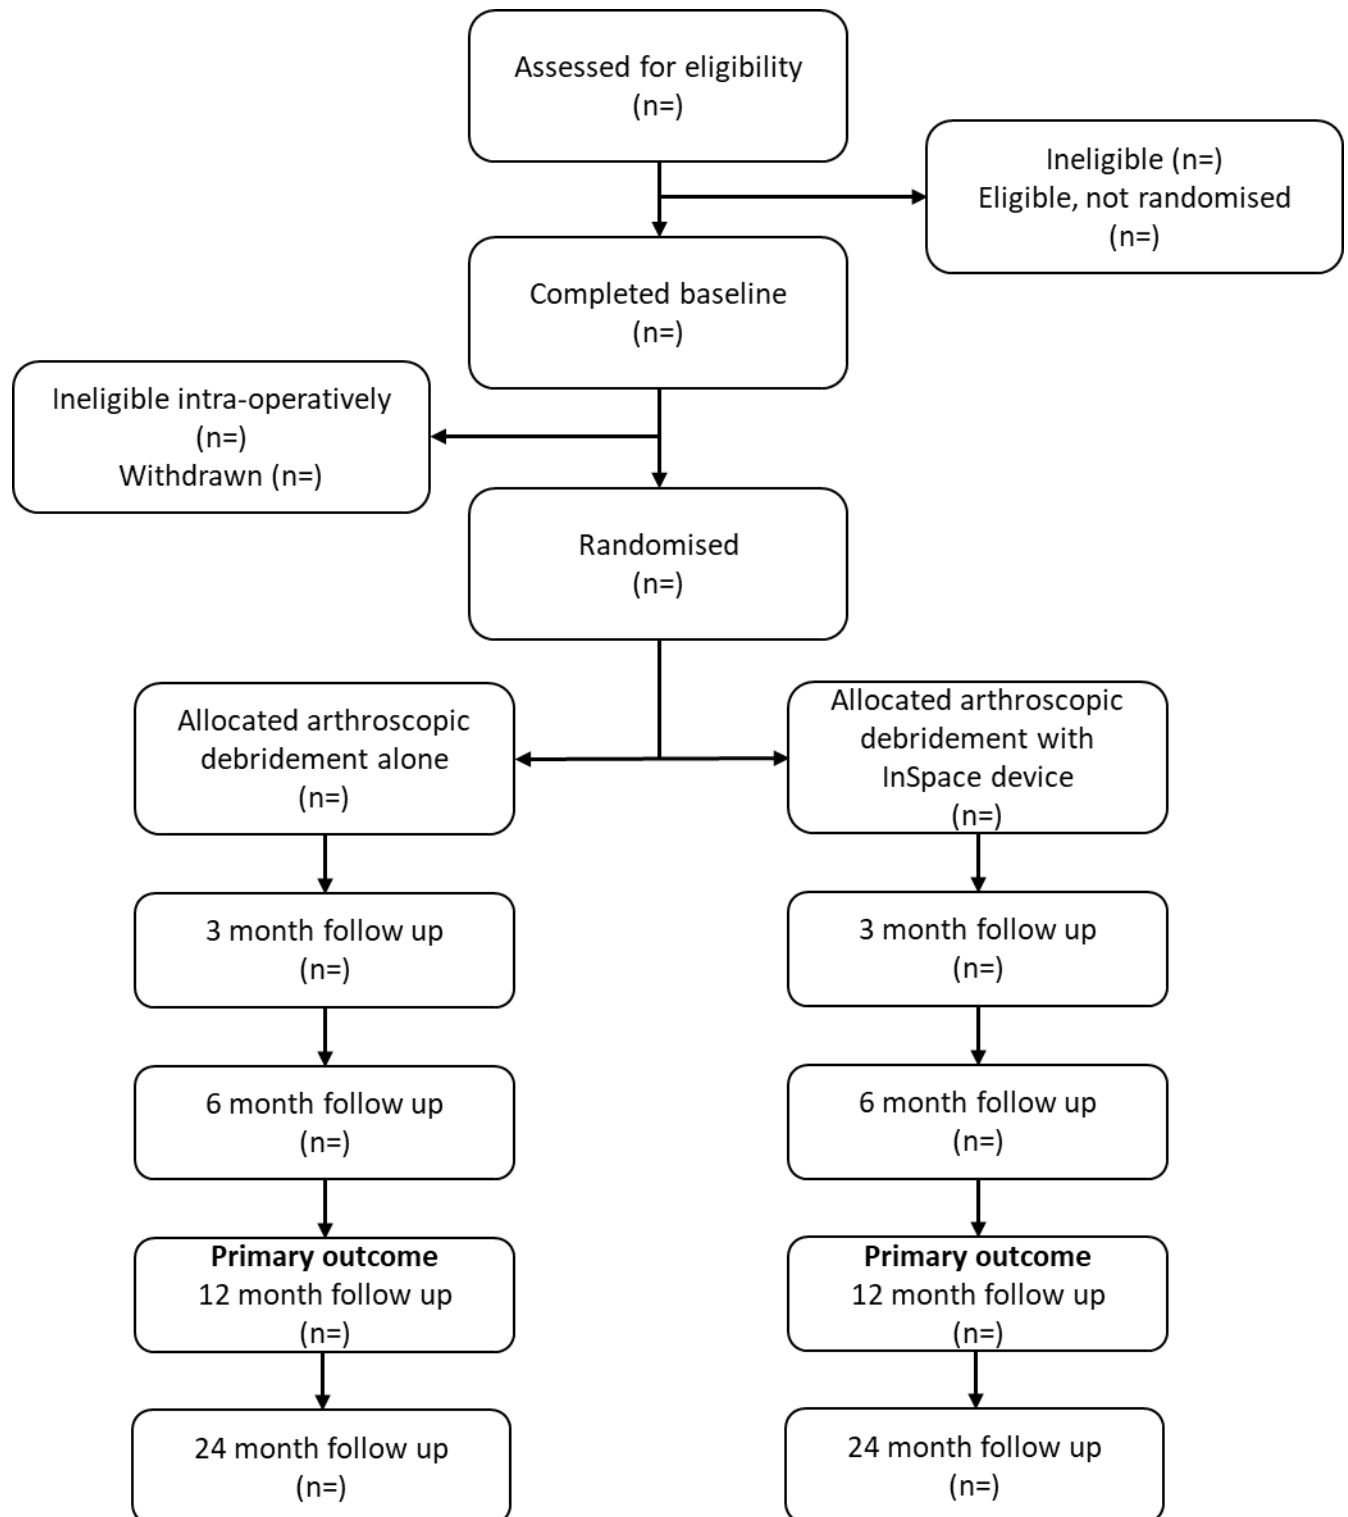 Assessed for eligibility
(n=)
Ineligible (n=)
Eligible, not randomised
(n=)
Completed baseline
(n=)
Ineligible intra-operatively
(n=)
Withdrawn (n=)
Randomised
(n=)
Allocated arthroscopic
debridement alone
(n=)
Allocated arthroscopic
debridement with
InSpace device
(n=)
3 month follow up
(n=)
3 month follow up
(n=)
6 month follow up
(n=)
6 month follow up
(n=)
Primary outcome
12 month follow up
(n=)
Primary outcome
12 month follow up
(n=)
24 month follow up
(n=)
24 month follow up
(n=)